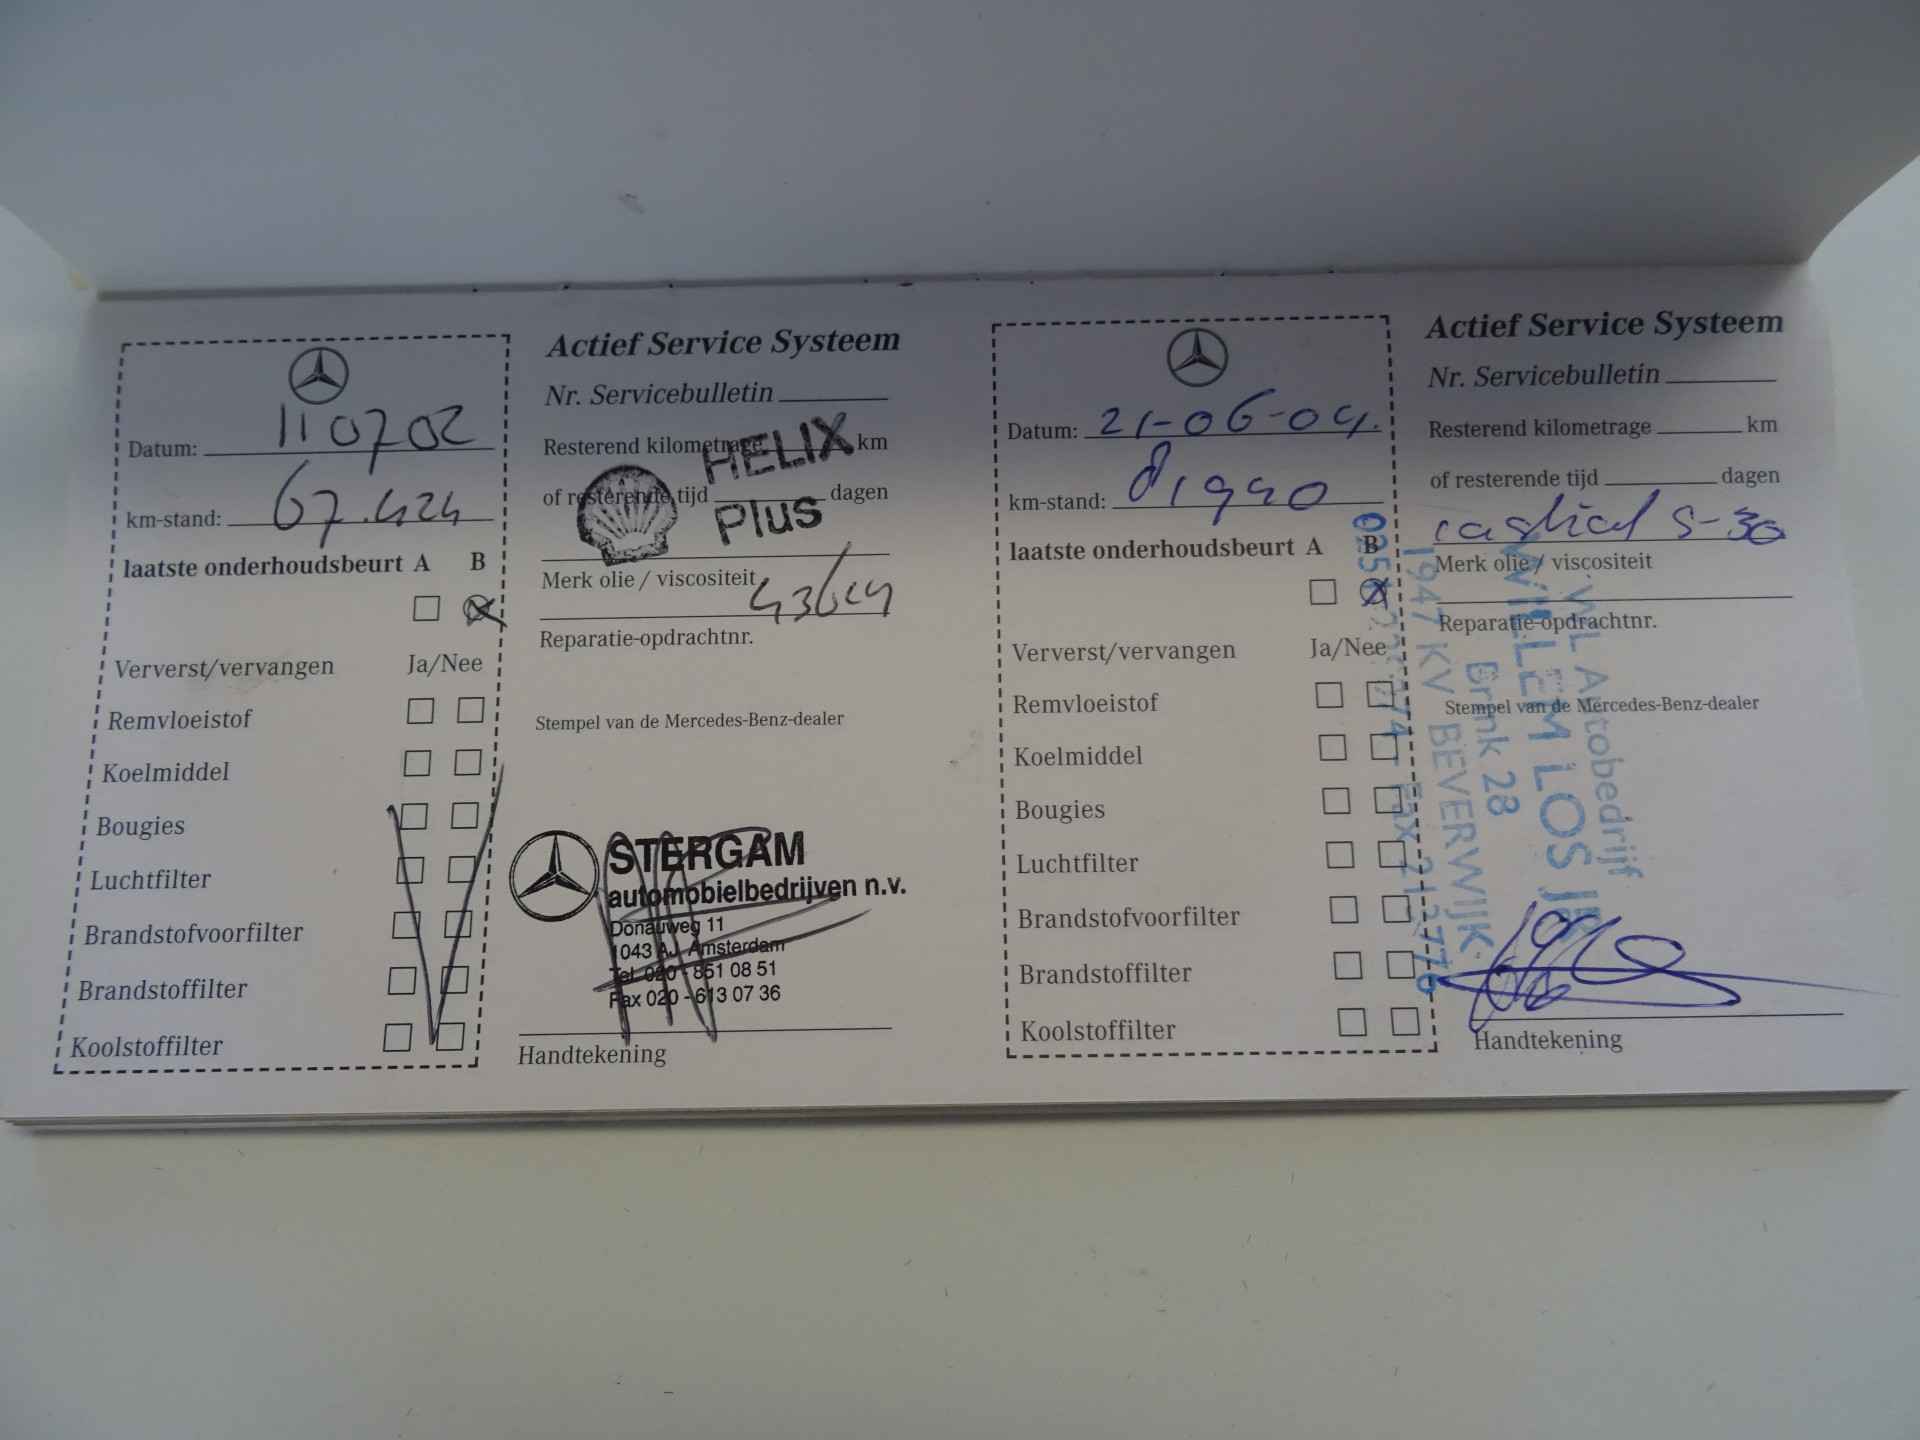 Actief Service Systeem
Nr. Servicebulletin
Datum: 110702
Resterend kilometrage km
HELIX
Plus
km-stand: 67.424
of resterende tijd dagen
laatste onderhoudsbeurt A B
Merk olie / viscositeit
Reparatie-opdrachtnr.
Ververst/vervangen Ja/Nee
Remvloeistof
Stempel van de Mercedes-Benz-dealer
Koelmiddel
Bougies
Luchtfilter
Brandstofvoorfilter
Brandstoffilter
Koolstoffilter
STERGAM
automobielbedrijven n.v.
Donauweg 11
1043 AJ Amsterdam
Tel. 020 - 851 08 51
Fax 020 - 613 07 36
Handtekening
Actief Service Systeem
Nr. Servicebulletin
Datum: 21-06-04.
Resterend kilometrage km
km-stand: 81940
of resterende tijd dagen
laatste onderhoudsbeurt A B
Merk olie / viscositeit
Reparatie-opdrachtnr.
Ververst/vervangen Ja/Nee
Remvloeistof
Stempel van de Mercedes-Benz-dealer
Koelmiddel
Bougies
Luchtfilter
Brandstofvoorfilter
Brandstoffilter
Koolstoffilter
WL Autobedrijf
WILLEM LOS JR
Brink 28
1947 KV BEVERWIJK
Handtekening